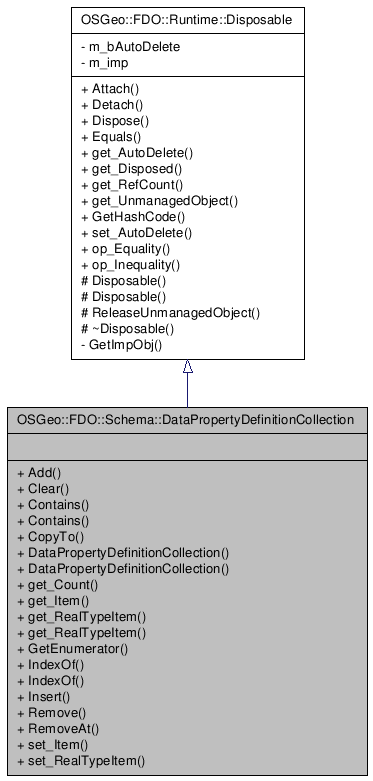 OSGeo::FDO::Runtime::Disposable
- m_bAutoDelete
- m_imp
+ Attach()
+ Detach()
+ Dispose()
+ Equals()
+ get_AutoDelete()
+ get_Disposed()
+ get_RefCount()
+ get_UnmanagedObject()
+ GetHashCode()
+ set_AutoDelete()
+ op_Equality()
+ op_Inequality()
# Disposable()
# Disposable()
# ReleaseUnmanagedObject()
# ~Disposable()
- GetImpObj()
OSGeo::FDO::Schema::DataPropertyDefinitionCollection
+ Add()
+ Clear()
+ Contains()
+ Contains()
+ CopyTo()
+ DataPropertyDefinitionCollection()
+ DataPropertyDefinitionCollection()
+ get_Count()
+ get_Item()
+ get_RealTypeItem()
+ get_RealTypeItem()
+ GetEnumerator()
+ IndexOf()
+ IndexOf()
+ Insert()
+ Remove()
+ RemoveAt()
+ set_Item()
+ set_RealTypeItem()